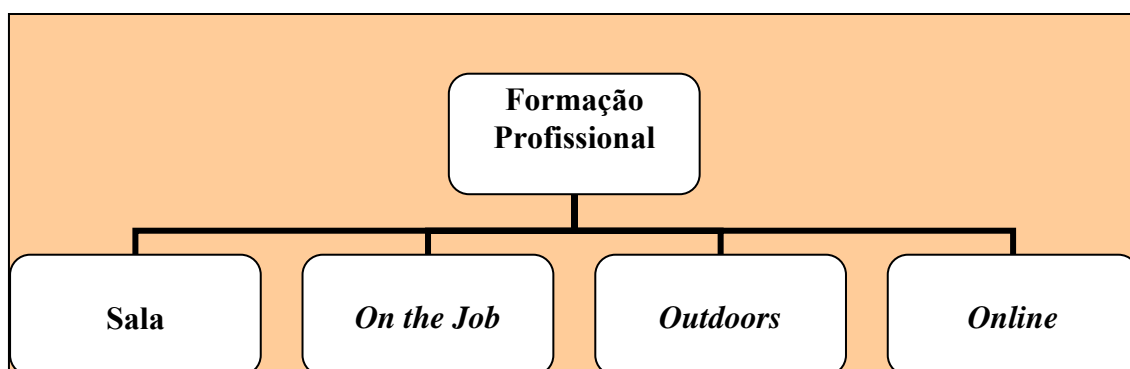 Formação
Profissional
Sala
On the Job
Outdoors
Online